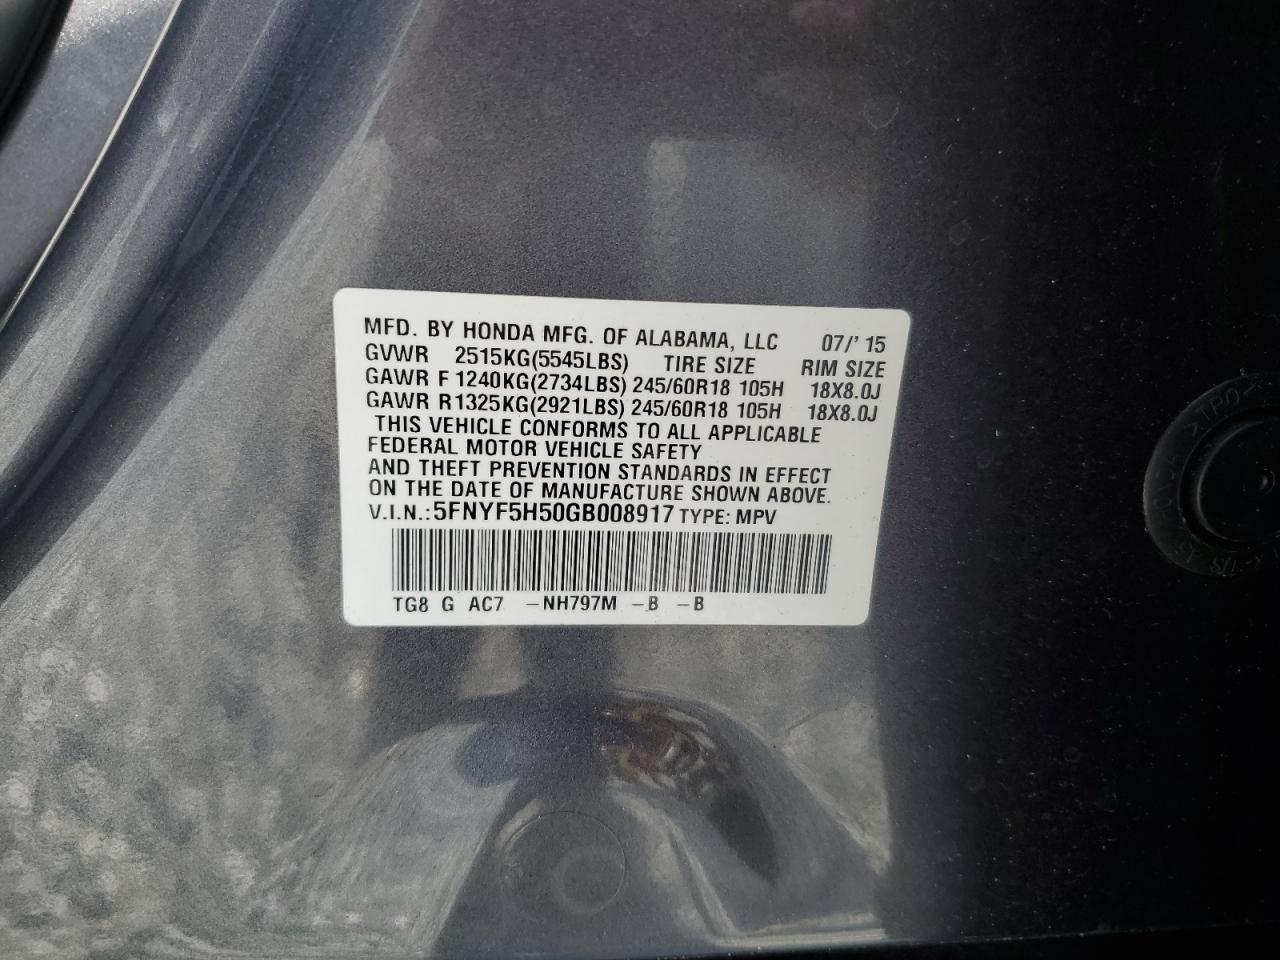 MFD. BY HONDA MFG. OF ALABAMA, LLC 07/'15
GVWR 2515KG(5545LBS) TIRE SIZE RIM SIZE
GAWR F 1240KG(2734LBS) 245/60R18 105H 18X8.0J
GAWR R 1325KG(2921LBS) 245/60R18 105H 18X8.0J
THIS VEHICLE CONFORMS TO ALL APPLICABLE
FEDERAL MOTOR VEHICLE SAFETY
AND THEFT PREVENTION STANDARDS IN EFFECT
ON THE DATE OF MANUFACTURE SHOWN ABOVE.
V.I.N.:5FNYF5H50GB008917 TYPE: MPV
TG8 G AC7 -NH797M -B -B
>TPO<